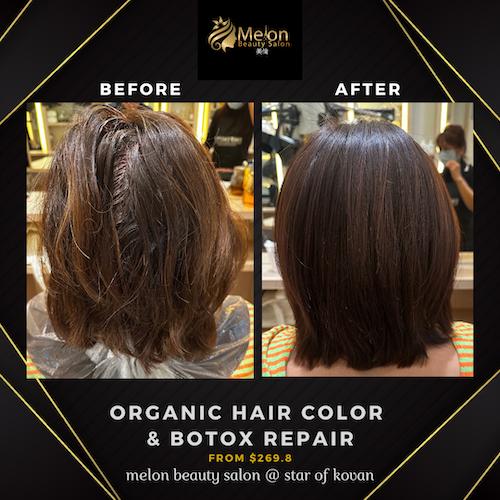 Melon
Beauty Salon
美倫
BEFORE
AFTER
ORGANIC HAIR COLOR
& BOTOX REPAIR
FROM $269.8
melon beauty salon @ star of kovan